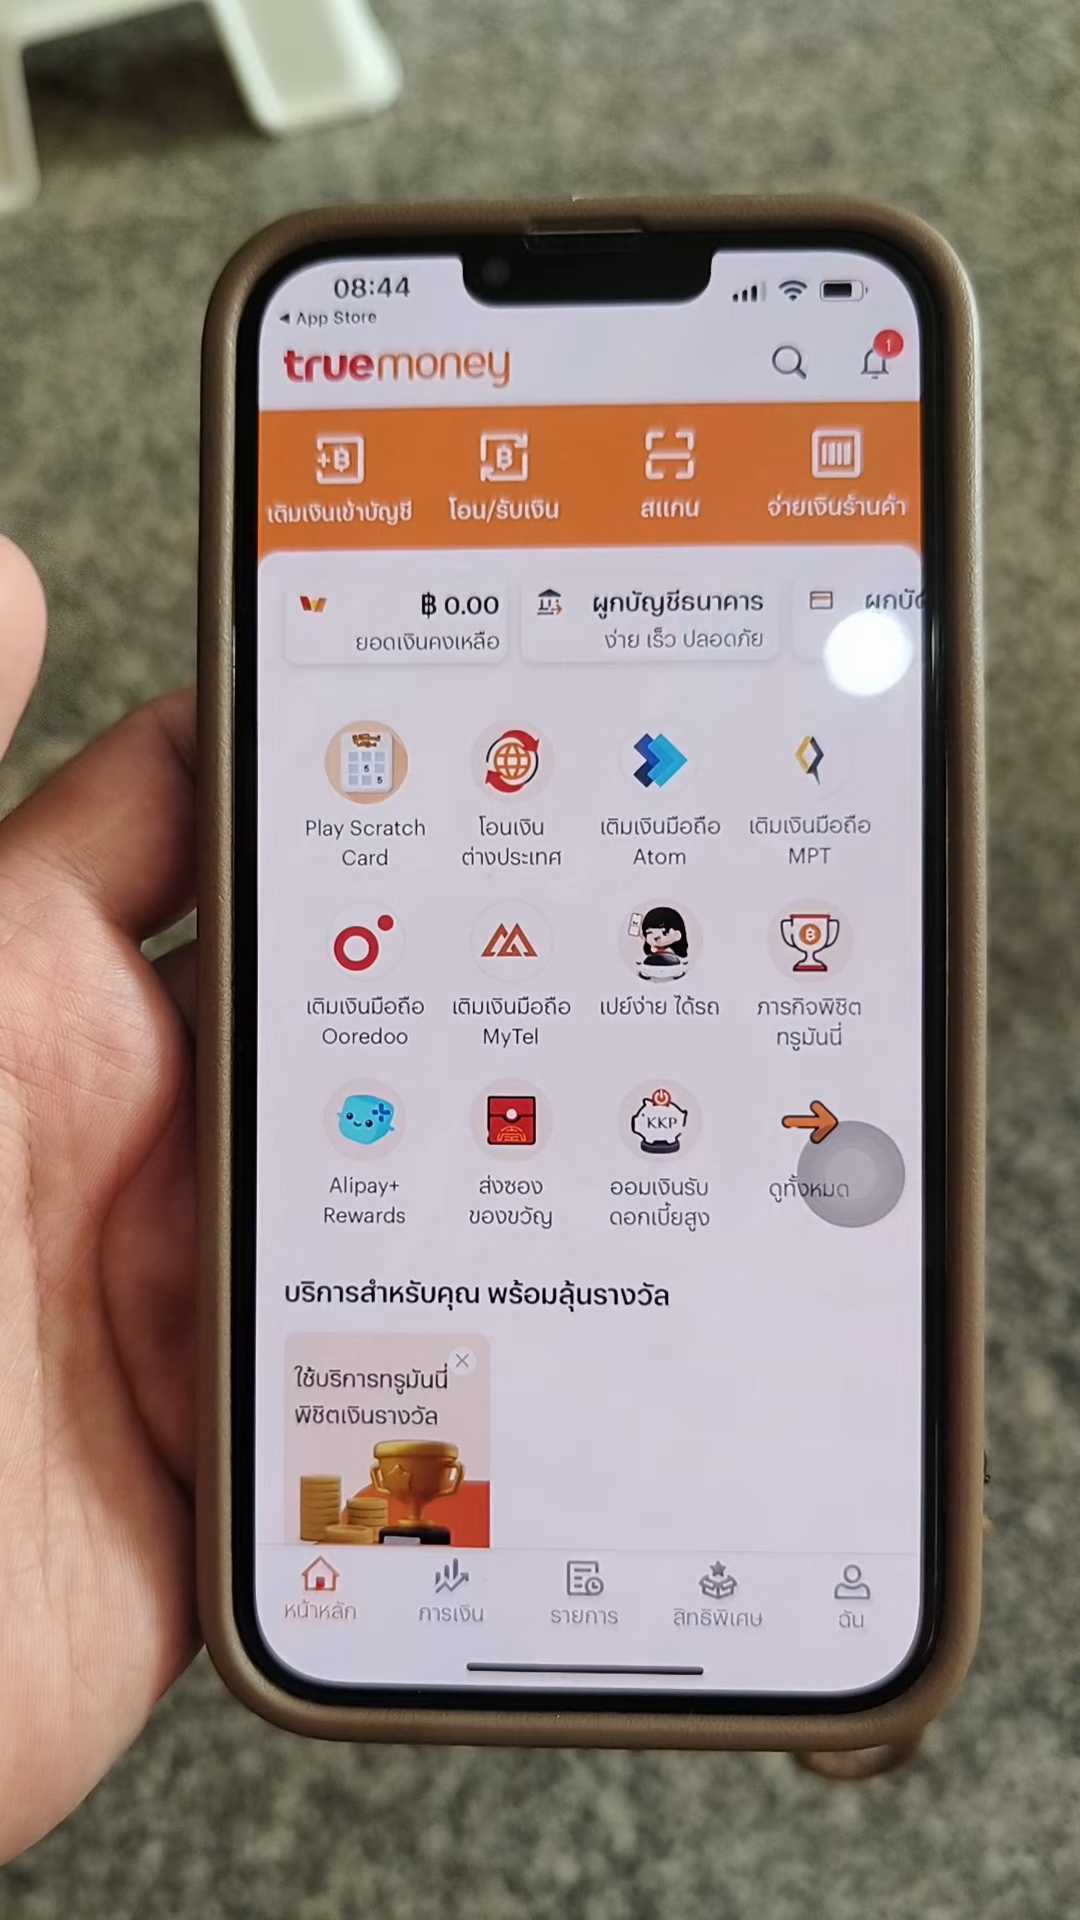 08:44
◂ App Store
truemoney
1
เติมเงินเข้าบัญชี
โอน/รับเงิน
สแกน
จ่ายเงินร้านค้า
฿ 0.00
ยอดเงินคงเหลือ
ผูกบัญชีธนาคาร
ง่าย เร็ว ปลอดภัย
Play Scratch
Card
โอนเงิน
ต่างประเทศ
เติมเงินมือถือ
Atom
เติมเงินมือถือ
MPT
เติมเงินมือถือ
Ooredoo
เติมเงินมือถือ
MyTel
เปย์ง่าย ได้รถ
ภารกิจพิชิต
ทรูมันนี่
Alipay+
Rewards
ส่งซอง
ของขวัญ
KKP
ออมเงินรับ
ดอกเบี้ยสูง
ดูทั้งหมด
บริการสำหรับคุณ พร้อมลุ้นรางวัล
ใช้บริการทรูมันนี่
พิชิตเงินรางวัล
หน้าหลัก
การเงิน
รายการ
สิทธิพิเศษ
ฉัน